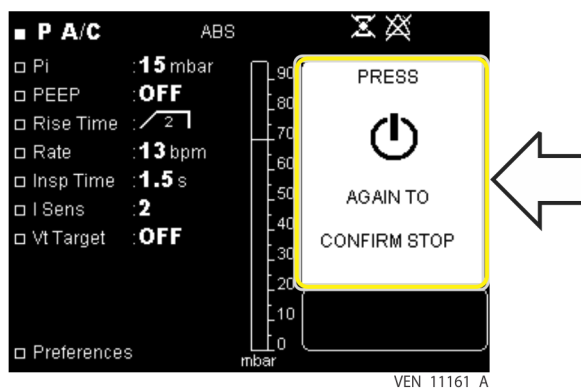 P A/C ABS
Pi :15 mbar
PEEP :OFF
Rise Time : 2
Rate :13 bpm
Insp Time :1.5 s
I Sens :2
Vt Target :OFF
Preferences
90
80
70
60
50
40
30
20
10
0
mbar
PRESS
AGAIN TO
CONFIRM STOP
VEN 11161 A